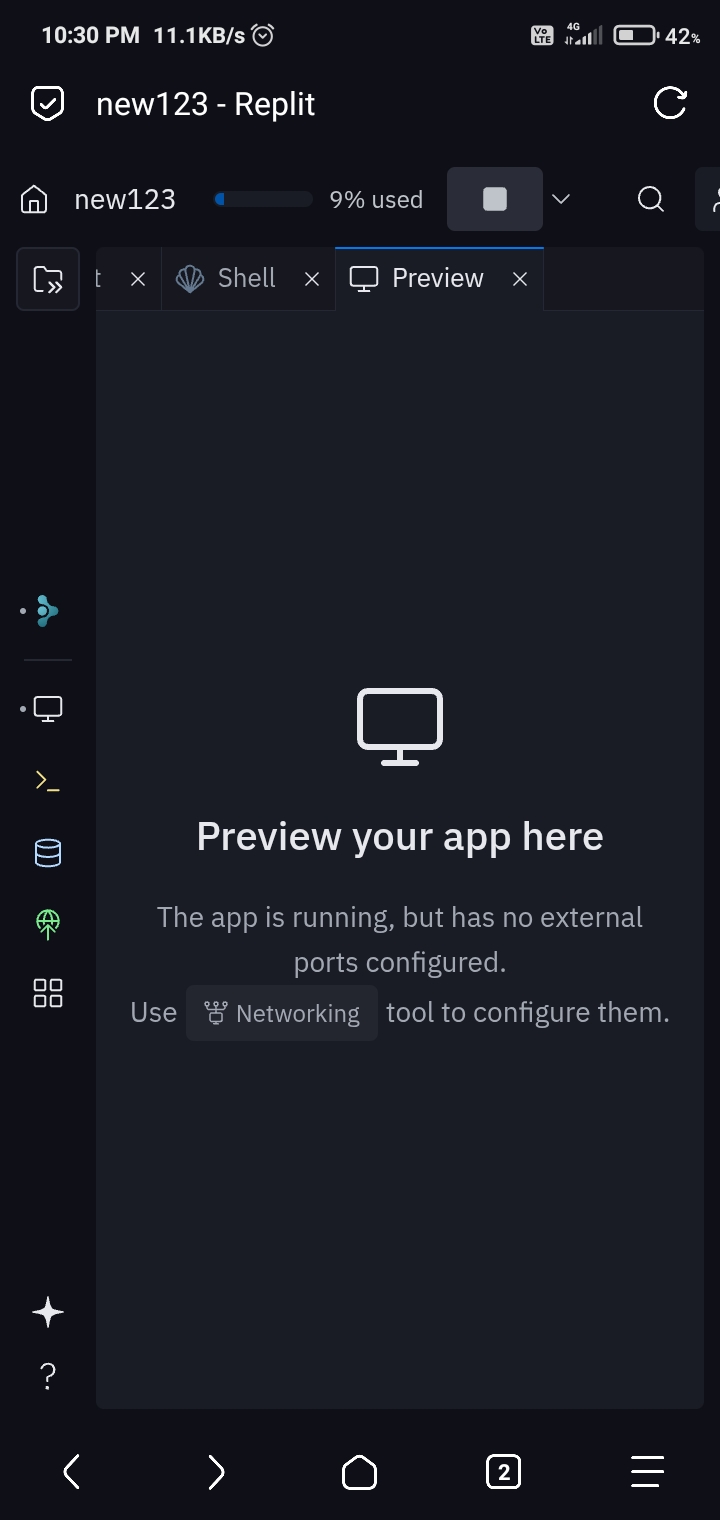 10:30 PM 11.1KB/s Vo LTE 4G 42%
new123 - Replit
new123 9% used
t Shell Preview
Preview your app here
The app is running, but has no external
ports configured.
Use Networking tool to configure them.
?
2